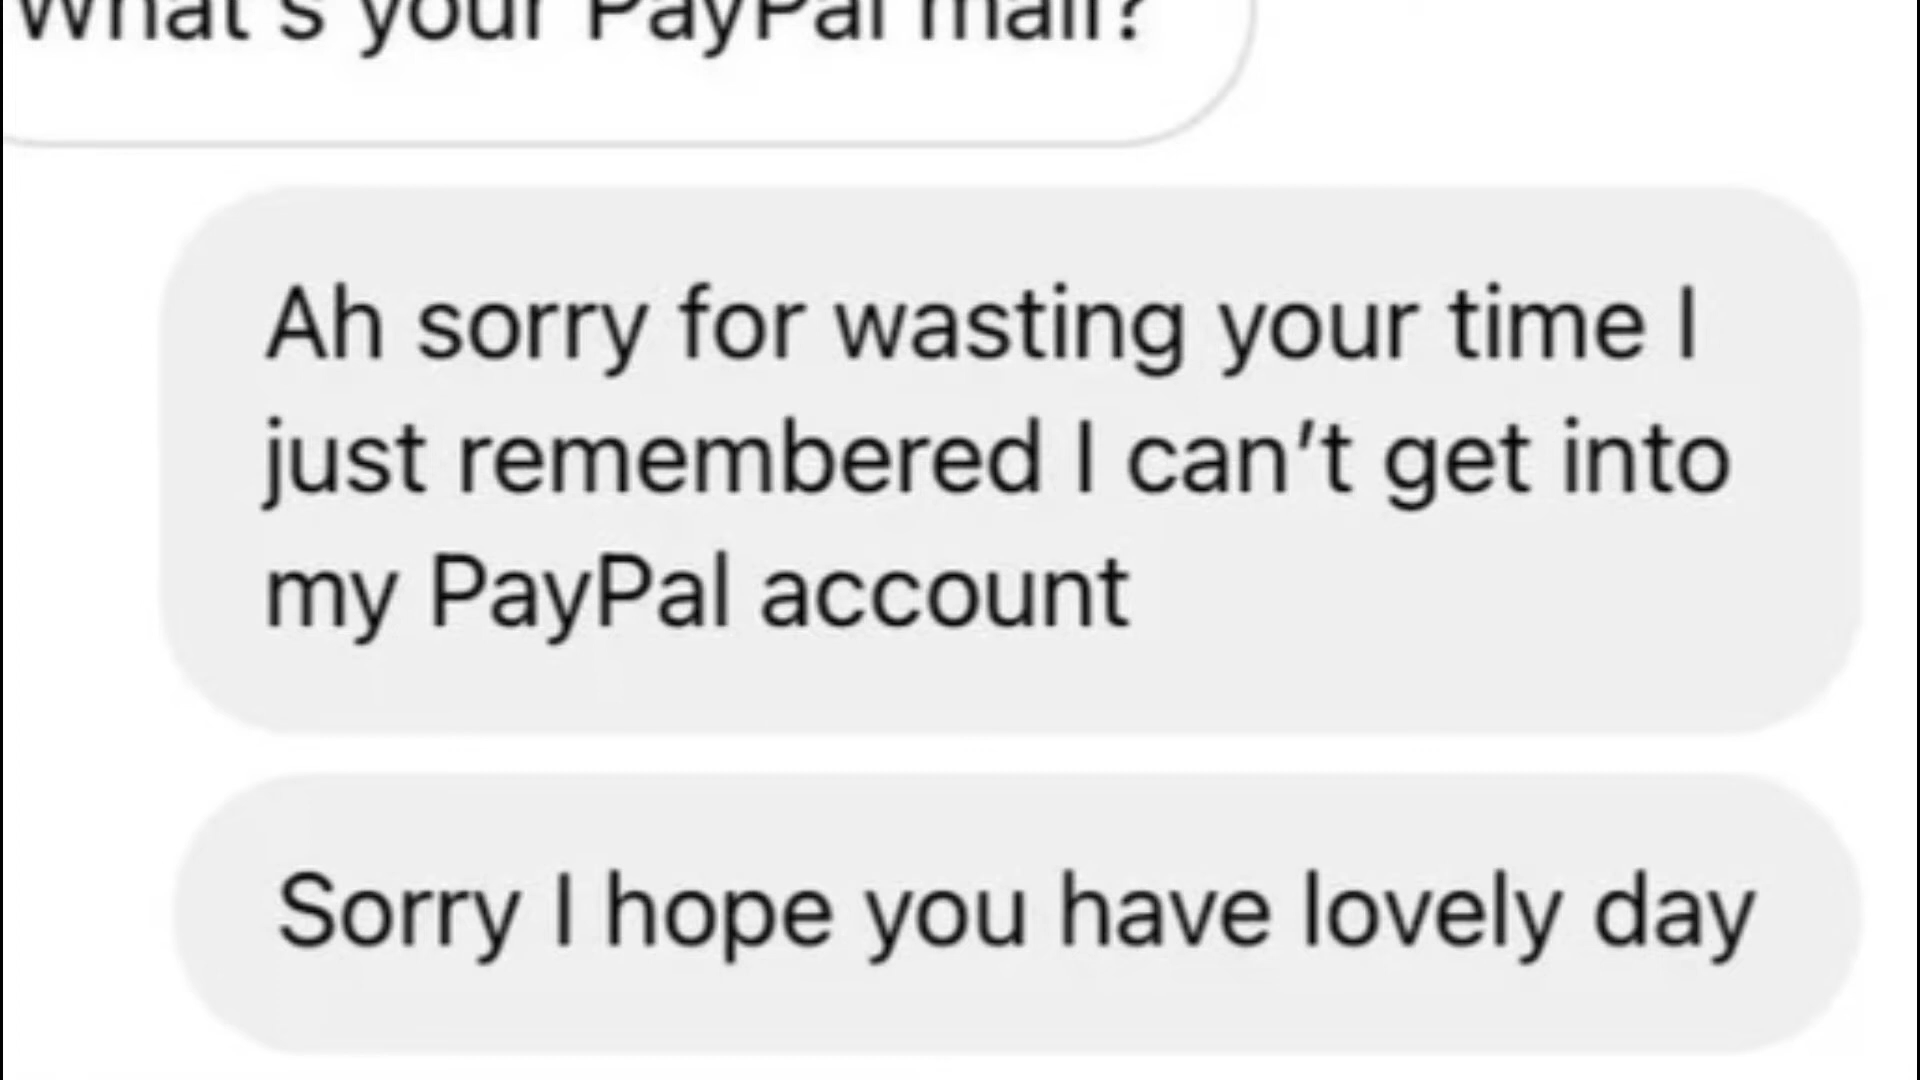 What's your PayPal mail?
Ah sorry for wasting your time I
just remembered I can't get into
my PayPal account
Sorry I hope you have lovely day